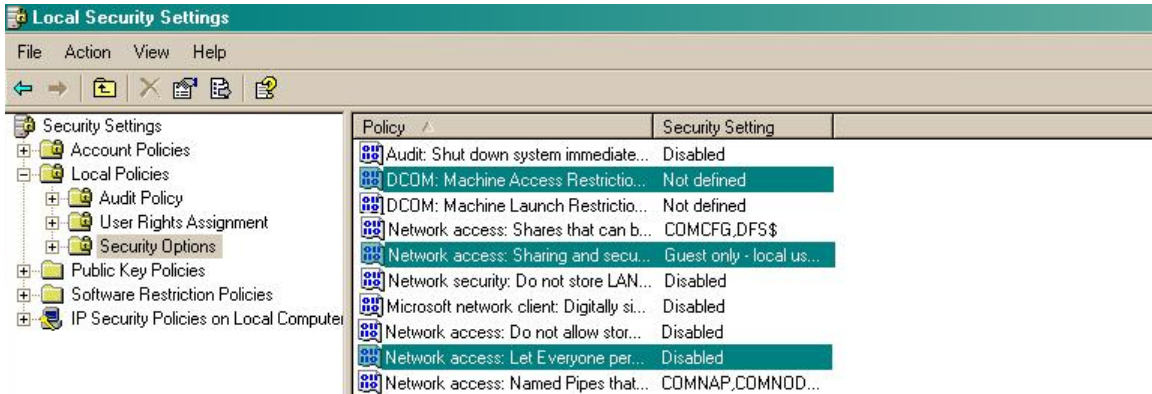 Local Security Settings
File Action View Help
Security Settings
Account Policies
Local Policies
Audit Policy
User Rights Assignment
Security Options
Public Key Policies
Software Restriction Policies
IP Security Policies on Local Computer
Policy Security Setting
Audit: Shut down system immediate... Disabled
DCOM: Machine Access Restrictio... Not defined
DCOM: Machine Launch Restrictio... Not defined
Network access: Shares that can b... COMCFG,DFS$
Network access: Sharing and secu... Guest only - local us...
Network security: Do not store LAN... Disabled
Microsoft network client: Digitally si... Disabled
Network access: Do not allow stor... Disabled
Network access: Let Everyone per... Disabled
Network access: Named Pipes that... COMNAP,COMNOD...